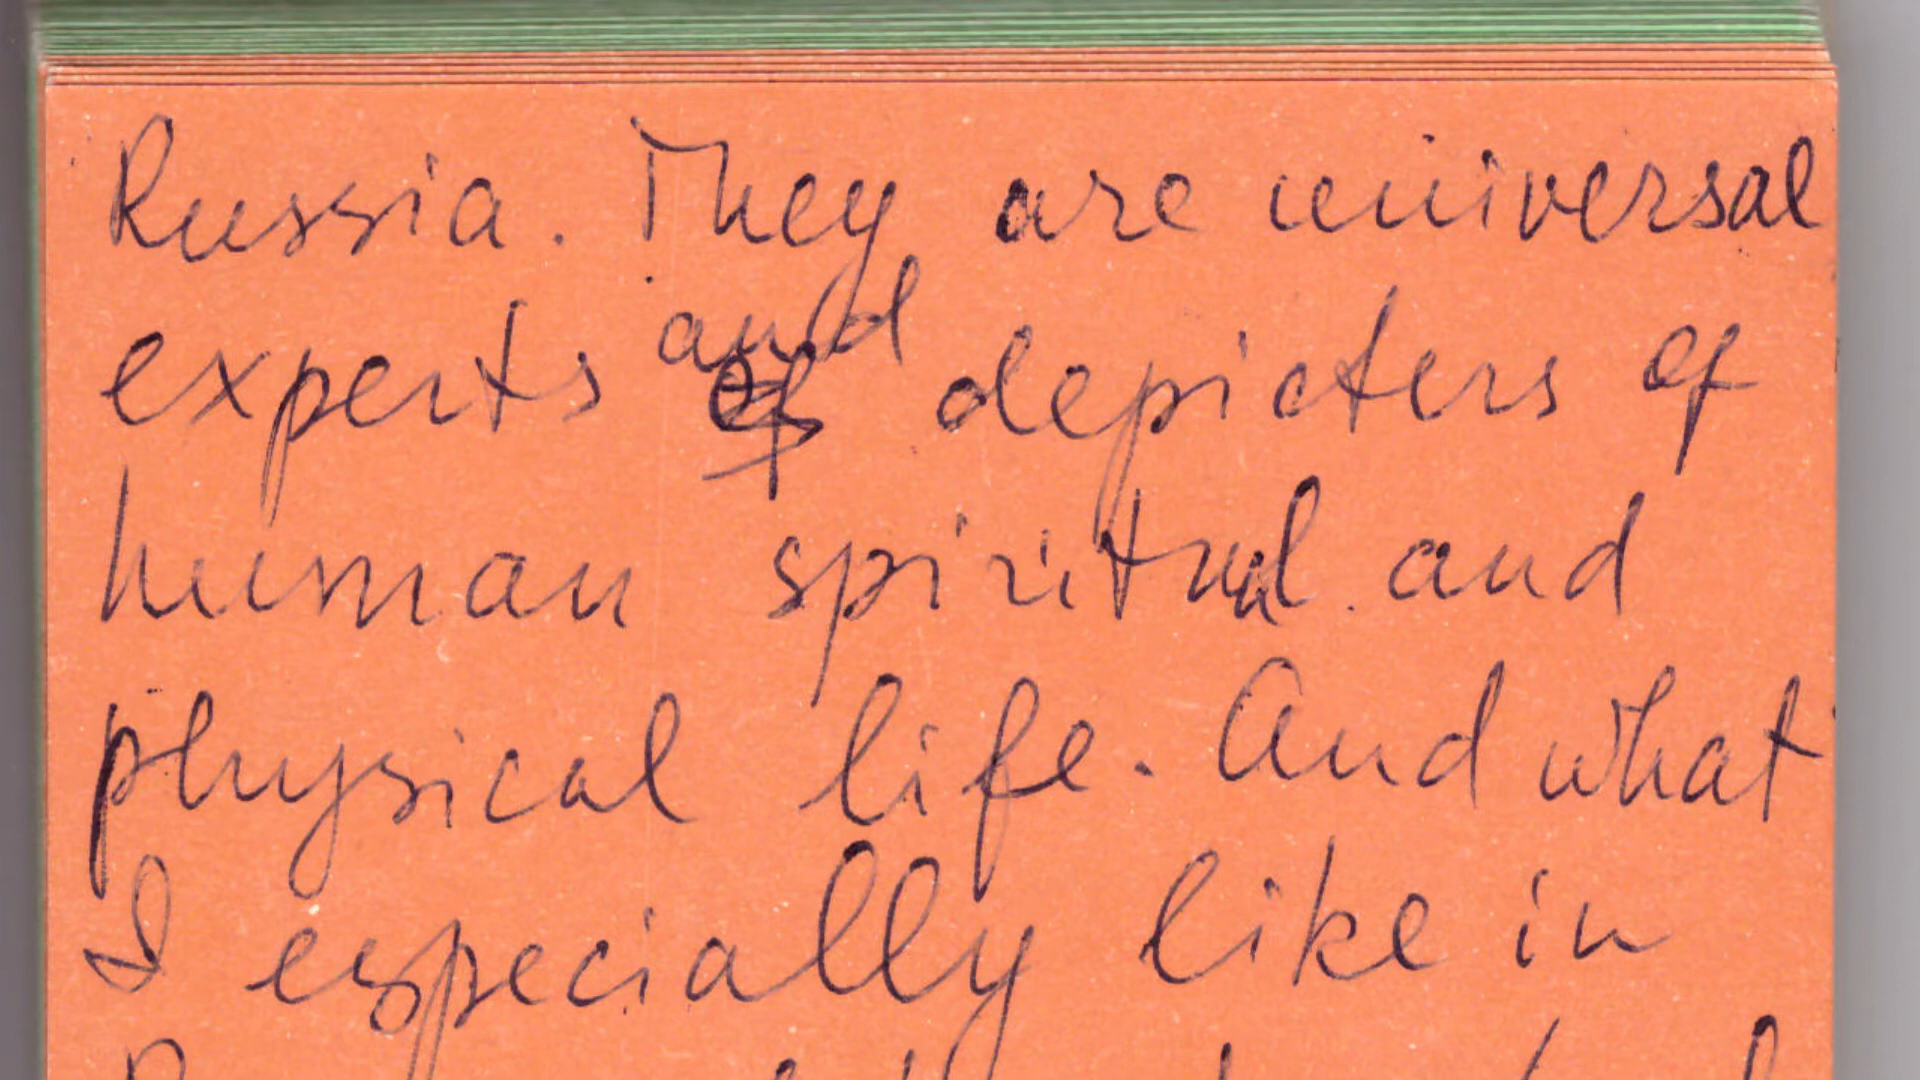 Russia. They are universal
experts and depicters of
human spiritual and
physical life. And what
I especially like in